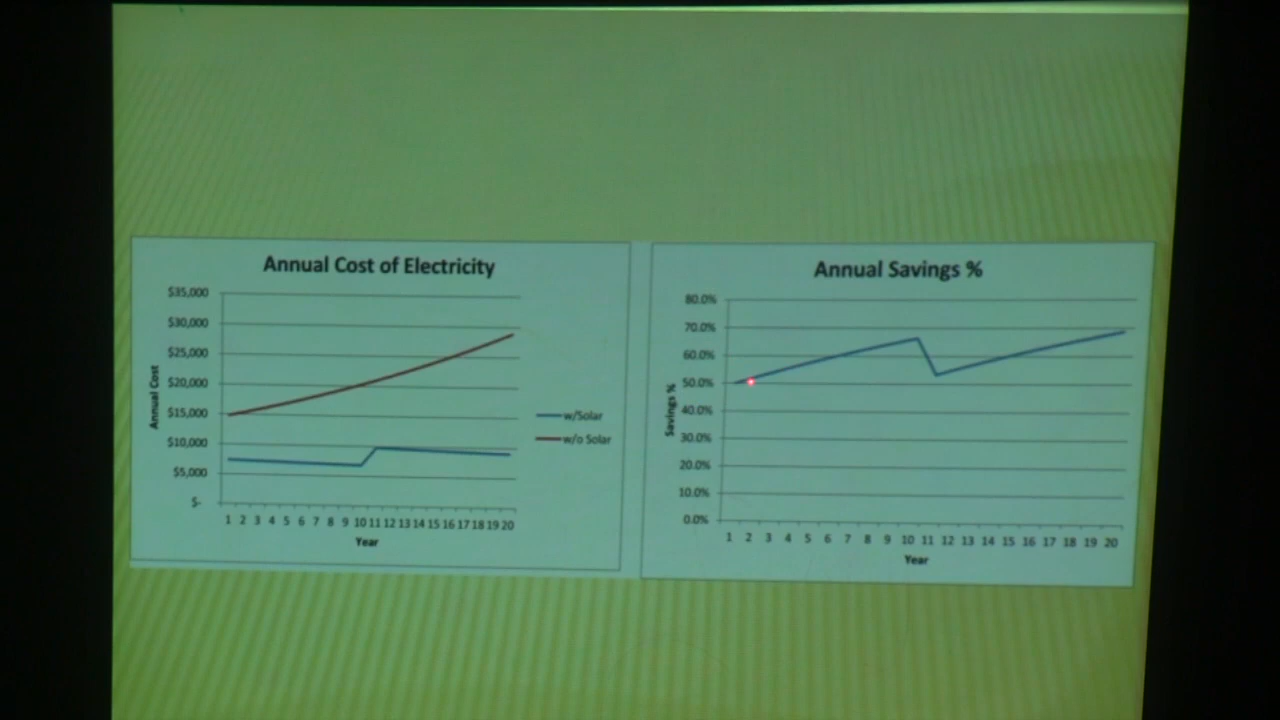 Annual Cost of Electricity
$35,000
$30,000
$25,000
$20,000
$15,000
$10,000
$5,000
$-
Annual Cost
1 2 3 4 5 6 7 8 9 10 11 12 13 14 15 16 17 18 19 20
Year
w/Solar
w/o Solar
Annual Savings %
80.0%
70.0%
60.0%
50.0%
40.0%
30.0%
20.0%
10.0%
0.0%
Savings %
1 2 3 4 5 6 7 8 9 10 11 12 13 14 15 16 17 18 19 20
Year